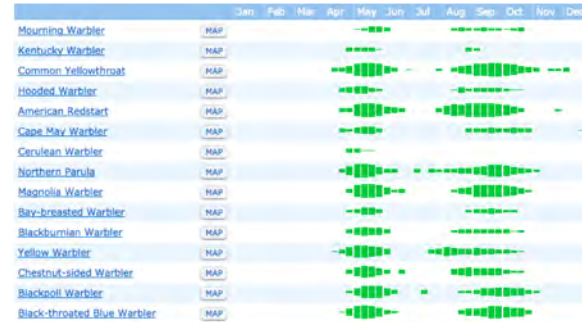 Jan Feb Mar Apr May Jun Jul Aug Sep Oct Nov Dec
Mourning Warbler MAP
Kentucky Warbler MAP
Common Yellowthroat MAP
Hooded Warbler MAP
American Redstart MAP
Cape May Warbler MAP
Cerulean Warbler MAP
Northern Parula MAP
Magnolia Warbler MAP
Bay-breasted Warbler MAP
Blackburnian Warbler MAP
Yellow Warbler MAP
Chestnut-sided Warbler MAP
Blackpoll Warbler MAP
Black-throated Blue Warbler MAP